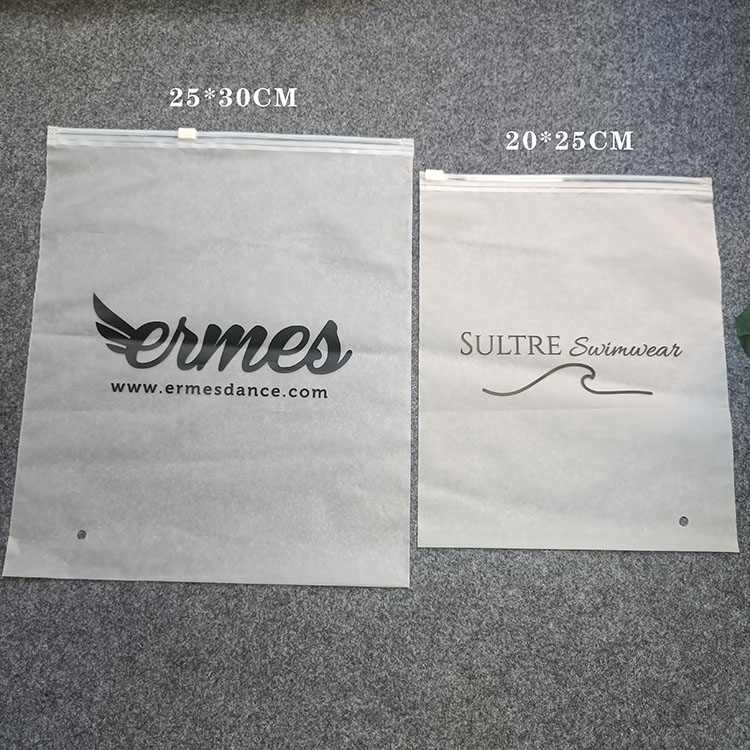 25*30CM
20*25CM
ermes
www.ermesdance.com
SULTRE Swimwear